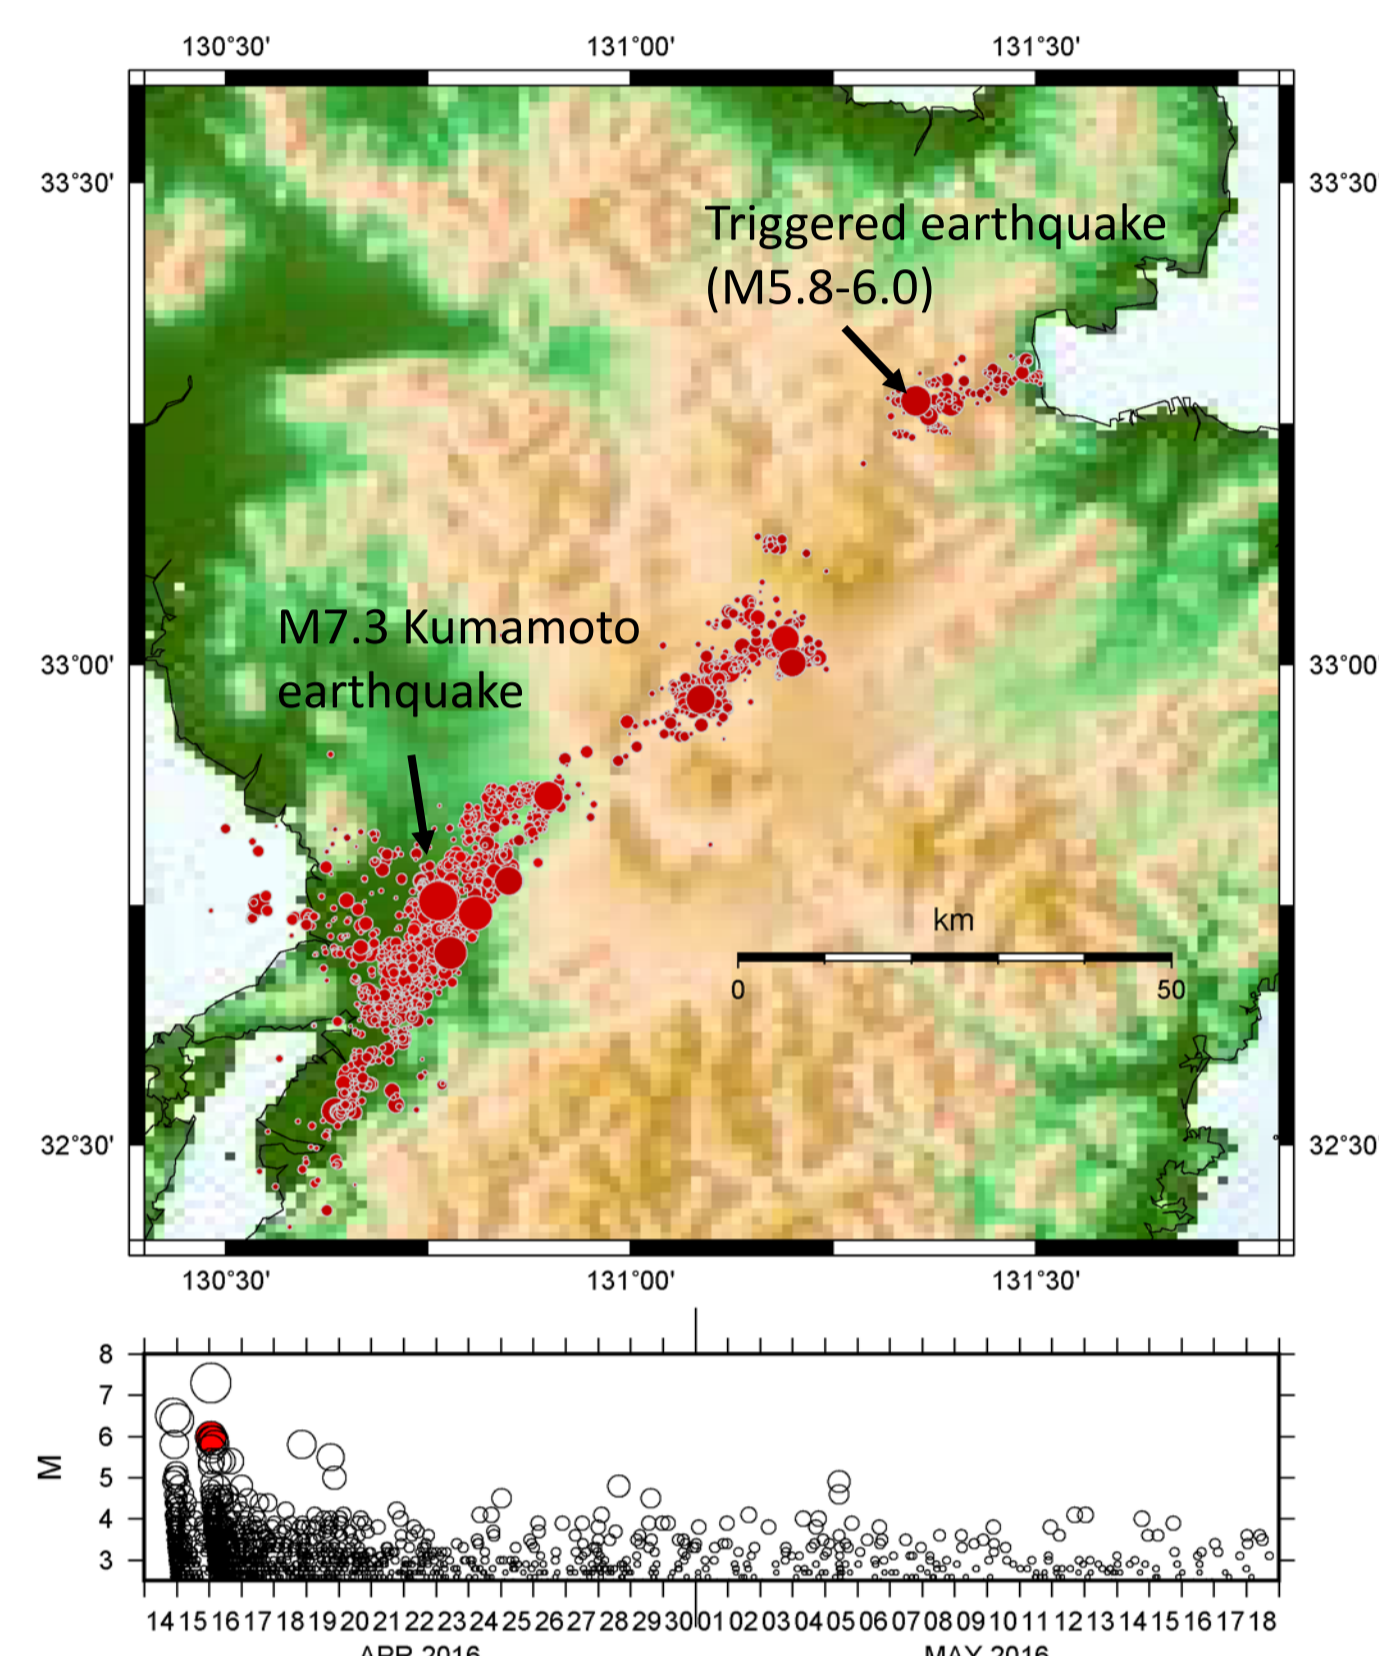 130°30' 131°00' 131°30'
33°30' 33°30'
Triggered earthquake
(M5.8-6.0)
M7.3 Kumamoto
earthquake
33°00' 33°00'
km
0 50
32°30' 32°30'
130°30' 131°00' 131°30'
8
7
6
5
4
3
M
14 15 16 17 18 19 20 21 22 23 24 25 26 27 28 29 30 01 02 03 04 05 06 07 08 09 10 11 12 13 14 15 16 17 18
APR 2016 MAY 2016